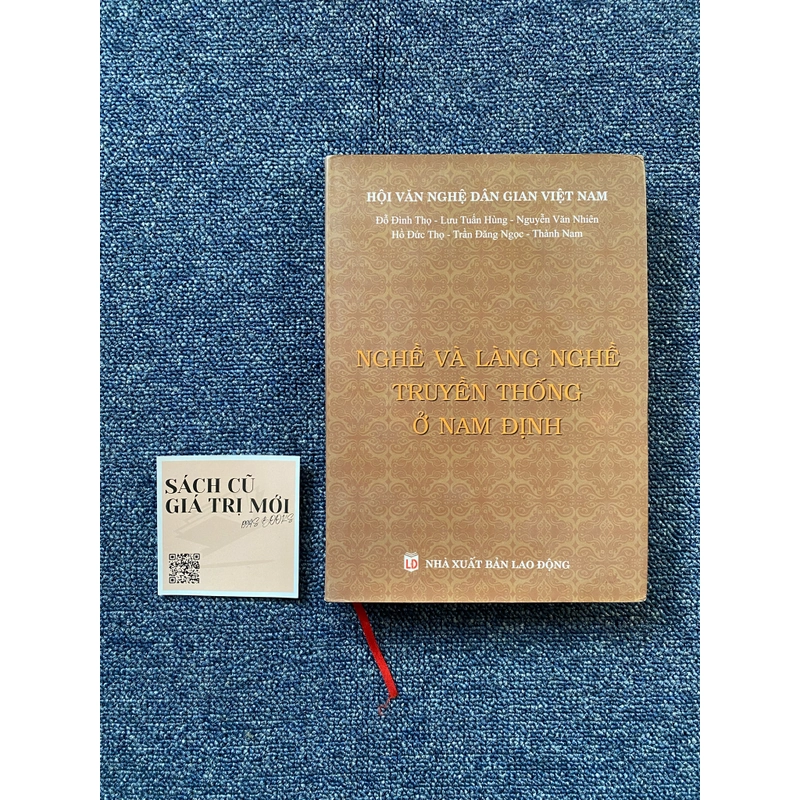 HỘI VĂN NGHỆ DÂN GIAN VIỆT NAM
Đỗ Đình Thọ - Lưu Tuấn Hùng - Nguyễn Văn Nhiên
Hồ Đức Thọ - Trần Đăng Ngọc - Thành Nam
NGHỀ VÀ LÀNG NGHỀ
TRUYỀN THỐNG
Ở NAM ĐỊNH
LD NHÀ XUẤT BẢN LAO ĐỘNG
SÁCH CŨ
GIÁ TRỊ MỚI